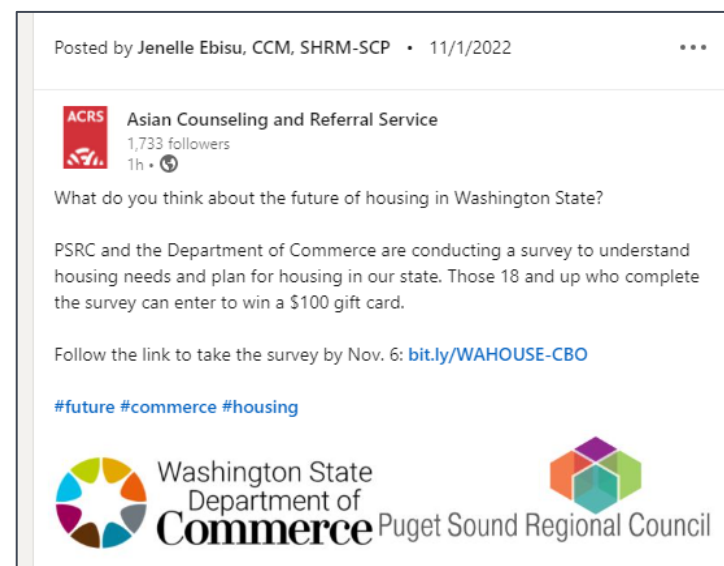 Posted by Jenelle Ebisu, CCM, SHRM-SCP • 11/1/2022
ACRS
Asian Counseling and Referral Service
1,733 followers
1h •
What do you think about the future of housing in Washington State?
PSRC and the Department of Commerce are conducting a survey to understand
housing needs and plan for housing in our state. Those 18 and up who complete
the survey can enter to win a $100 gift card.
Follow the link to take the survey by Nov. 6: bit.ly/WAHOUSE-CBO
#future #commerce #housing
Washington State
Department of
Commerce
Puget Sound Regional Council